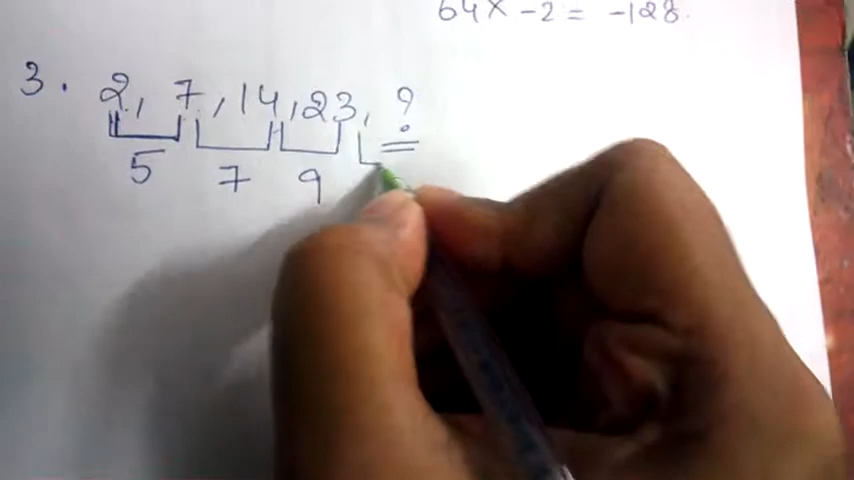 64 x -2 = -128.
3. 2, 7, 14, 23, ?
5 7 9